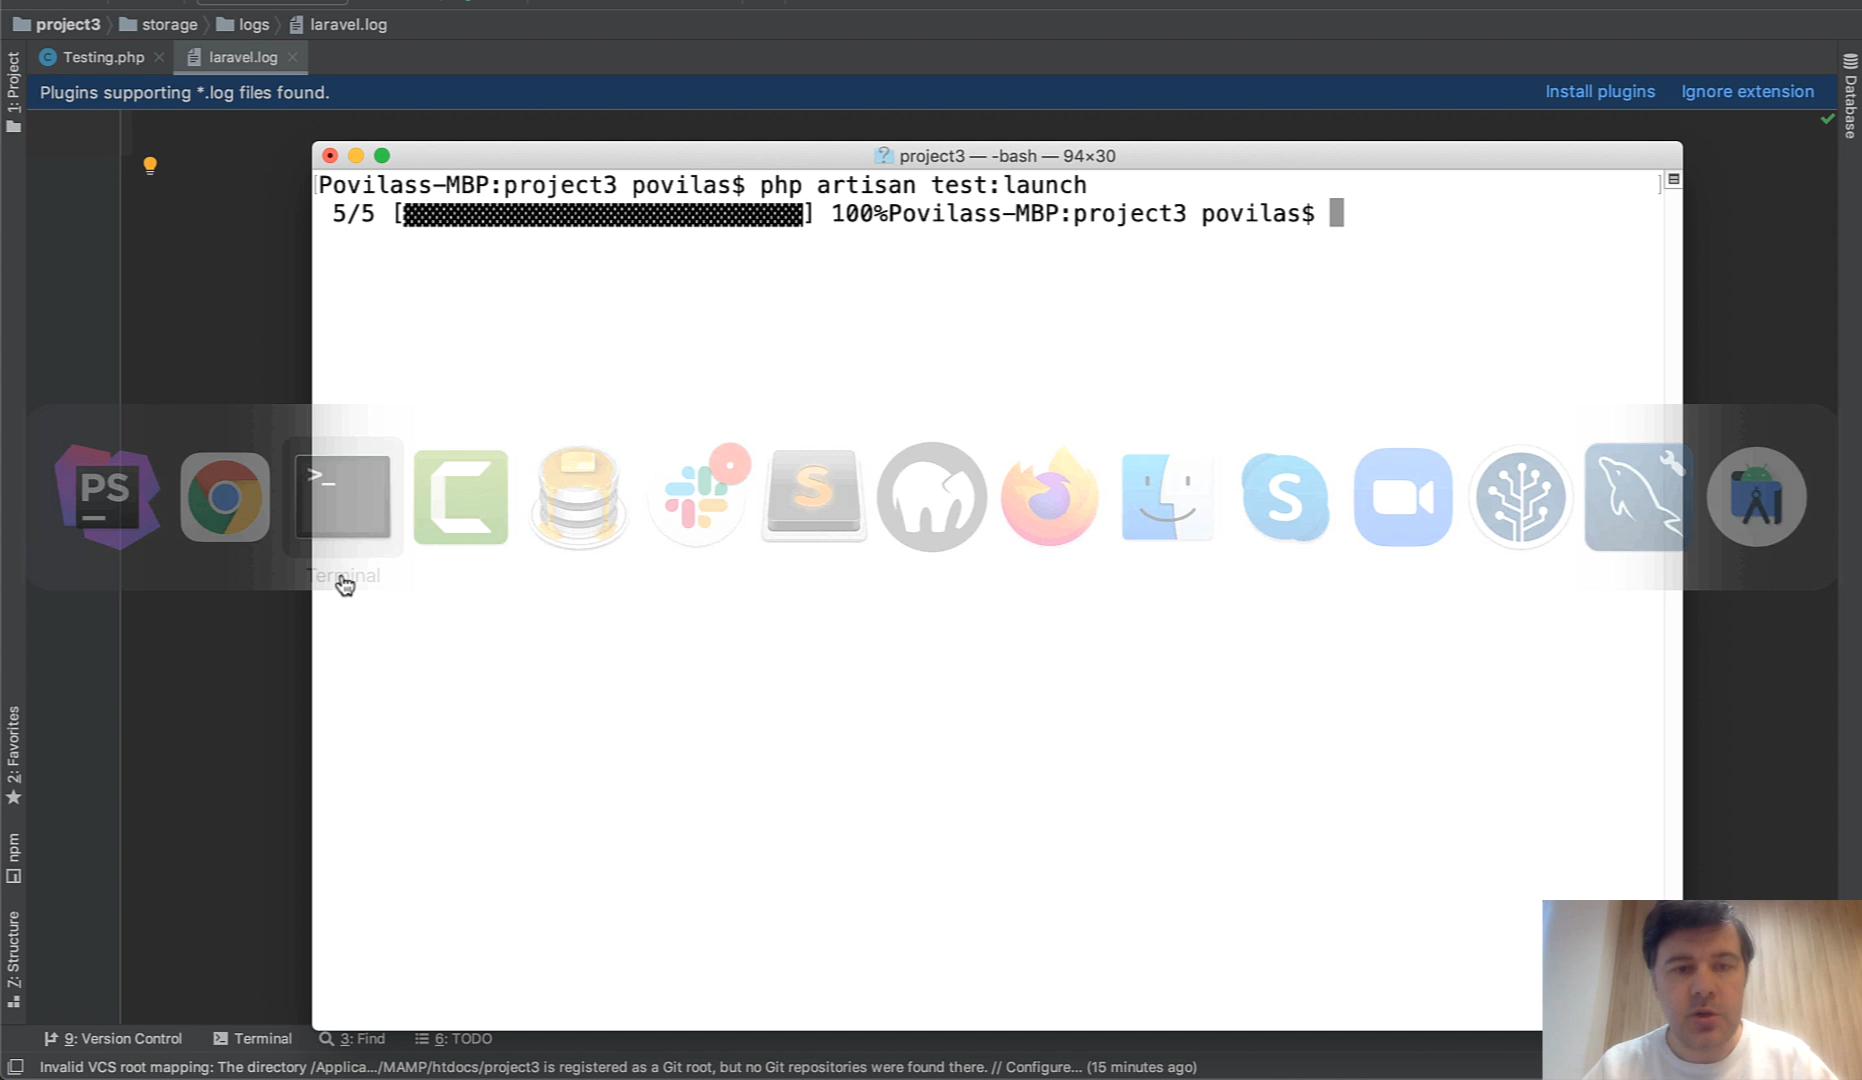 project3 storage logs laravel.log
Testing.php laravel.log
Plugins supporting *.log files found. Install plugins Ignore extension
1: Project
Database
project3 — -bash — 94×30
[Povilass-MBP:project3 povilas$ php artisan test:launch ]
5/5 [▓▓▓▓▓▓▓▓▓▓▓▓▓▓▓▓▓▓▓▓▓▓▓▓▓▓▓▓] 100%Povilass-MBP:project3 povilas$
PS
>_
S
S
Terminal
2: Favorites
npm
Z: Structure
9: Version Control Terminal 3: Find 6: TODO
Invalid VCS root mapping: The directory /Applica.../MAMP/htdocs/project3 is registered as a Git root, but no Git repositories were found there. // Configure... (15 minutes ago)